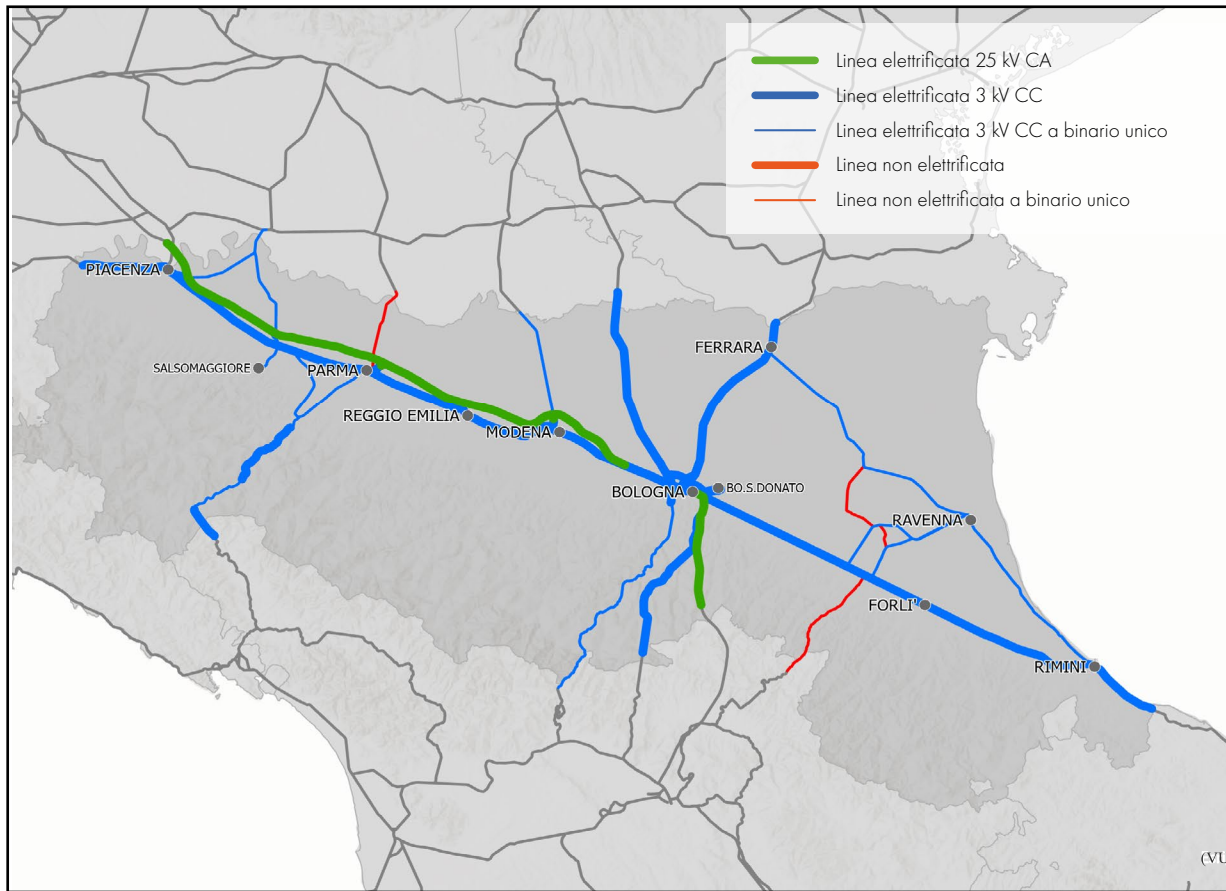 Linea elettrificata 25 kV CA
Linea elettrificata 3 kV CC
Linea elettrificata 3 kV CC a binario unico
Linea non elettrificata
Linea non elettrificata a binario unico
PIACENZA
SALSOMAGGIORE
PARMA
REGGIO EMILIA
MODENA
FERRARA
BOLOGNA
BO.S.DONATO
RAVENNA
FORLI'
RIMINI
(VU